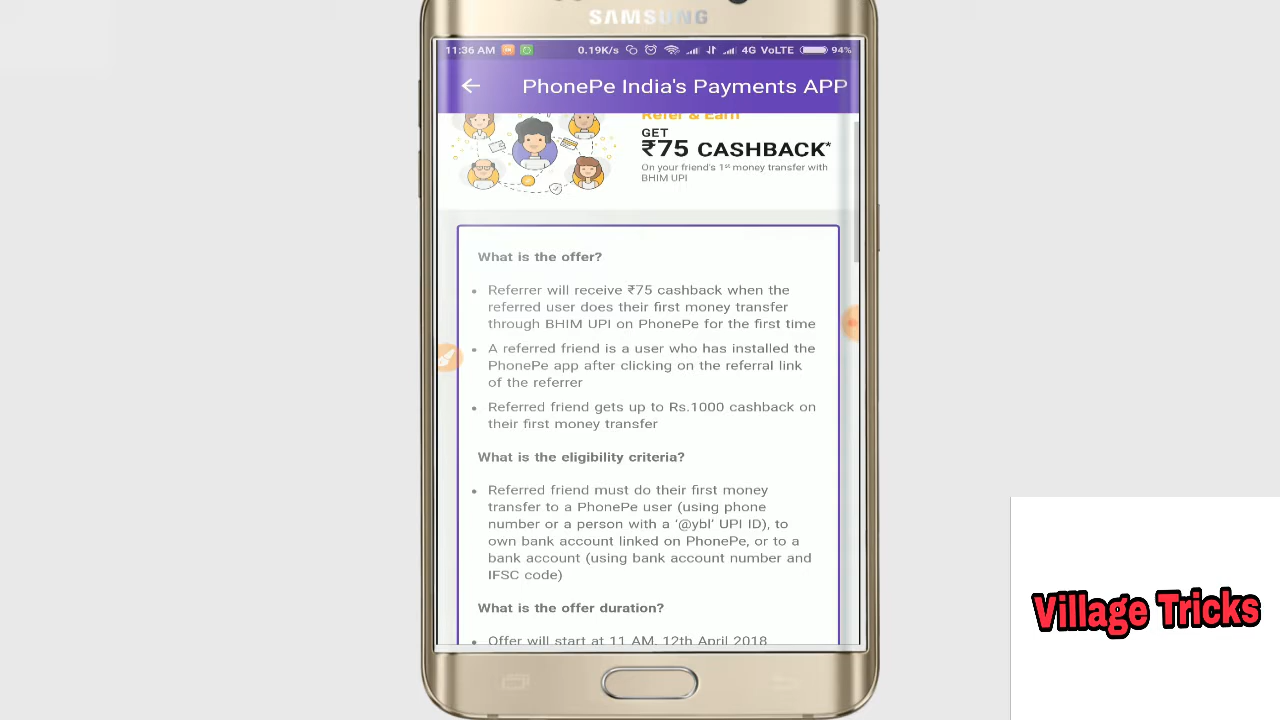 SAMSUNG
11:36 AM 0.19K/s 4G VoLTE 94%
PhonePe India's Payments APP
Refer & Earn
GET
₹75 CASHBACK*
On your friend's 1st money transfer with
BHIM UPI
What is the offer?
• Referrer will receive ₹75 cashback when the
referred user does their first money transfer
through BHIM UPI on PhonePe for the first time
• A referred friend is a user who has installed the
PhonePe app after clicking on the referral link
of the referrer
• Referred friend gets up to Rs.1000 cashback on
their first money transfer
What is the eligibility criteria?
• Referred friend must do their first money
transfer to a PhonePe user (using phone
number or a person with a ‘@ybl’ UPI ID), to
own bank account linked on PhonePe, or to a
bank account (using bank account number and
IFSC code)
What is the offer duration?
• Offer will start at 11 AM, 12th April 2018
Village Tricks